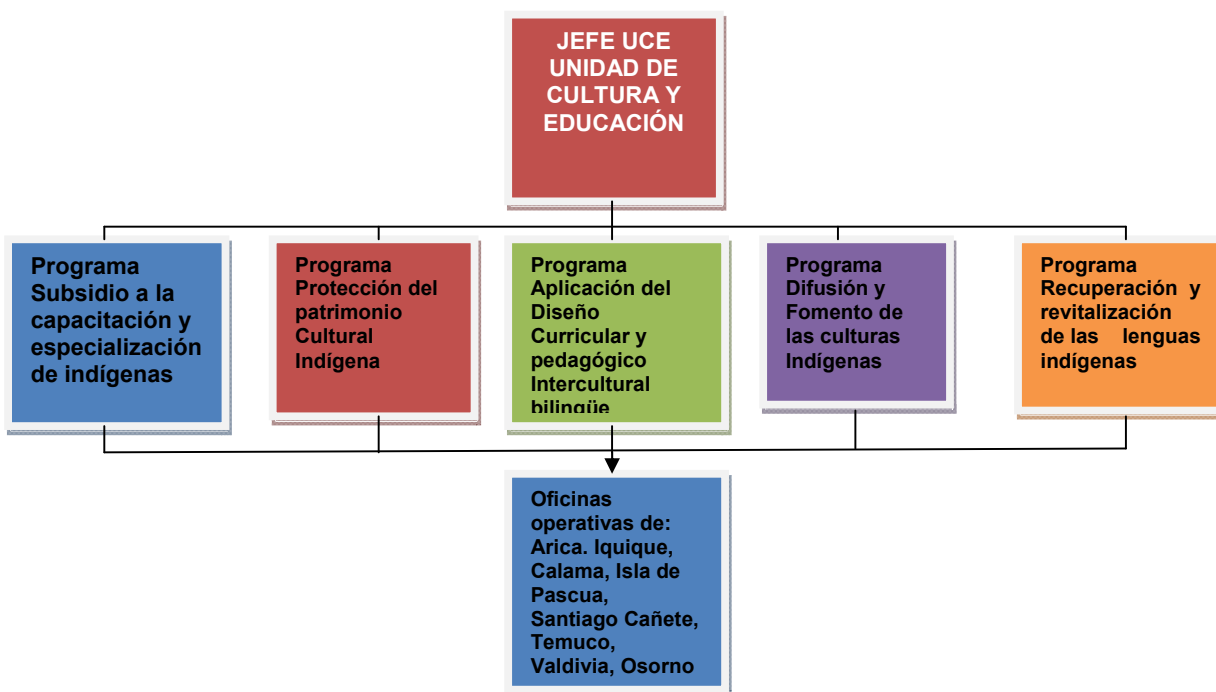 JEFE UCE
UNIDAD DE
CULTURA Y
EDUCACIÓN
Programa
Subsidio a la
capacitación y
especialización
de indígenas
Programa
Protección del
patrimonio
Cultural
Indígena
Programa
Aplicación del
Diseño
Curricular y
pedagógico
Intercultural
bilingüe
Programa
Difusión y
Fomento de
las culturas
Indígenas
Programa
Recuperación y
revitalización
de las lenguas
indígenas
Oficinas
operativas de:
Arica. Iquique,
Calama, Isla de
Pascua,
Santiago Cañete,
Temuco,
Valdivia, Osorno